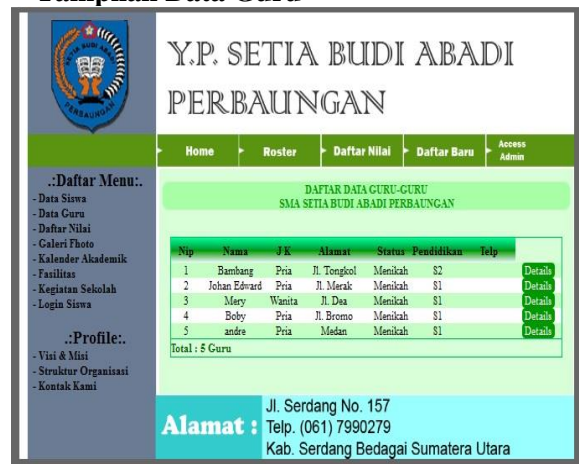 Tampilan Data Guru
SETIA BUDI ABADI
PERBAUNGAN
Y.P. SETIA BUDI ABADI
PERBAUNGAN
Home Roster Daftar Nilai Daftar Baru Access Admin
.:Daftar Menu:.
- Data Siswa
- Data Guru
- Daftar Nilai
- Galeri Fhoto
- Kalender Akademik
- Fasilitas
- Kegiatan Sekolah
- Login Siswa
.:Profile:.
- Visi & Misi
- Struktur Organisasi
- Kontak Kami
DAFTAR DATA GURU-GURU
SMA SETIA BUDI ABADI PERBAUNGAN
Nip Nama J K Alamat Status Pendidikan Telp
1 Bambang Pria Jl. Tongkol Menikah S2 Details
2 Johan Edward Pria Jl. Merak Menikah S1 Details
3 Mery Wanita Jl. Dea Menikah S1 Details
4 Boby Pria Jl. Bromo Menikah S1 Details
5 andre Pria Medan Menikah S1 Details
Total : 5 Guru
Alamat :
Jl. Serdang No. 157
Telp. (061) 7990279
Kab. Serdang Bedagai Sumatera Utara